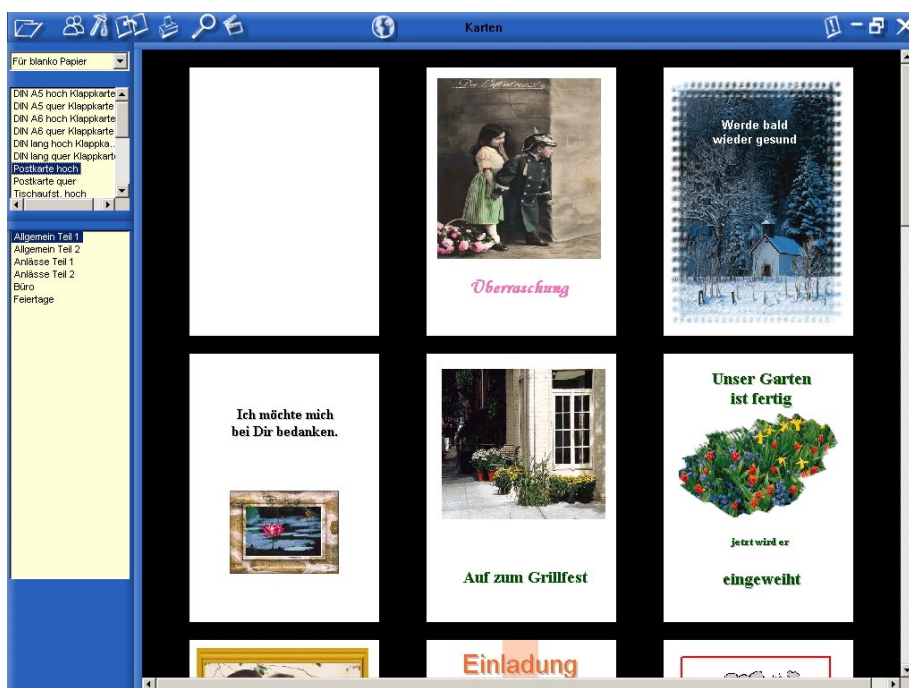 Karten
Für blanko Papier
DIN A5 hoch Klappkarte
DIN A5 quer Klappkarte
DIN A6 hoch Klappkarte
DIN A6 quer Klappkarte
DIN lang hoch Klappka...
DIN lang quer Klappkart
Postkarte hoch
Postkarte quer
Tischaufst. hoch
Allgemein Teil 1
Allgemein Teil 2
Anlässe Teil 1
Anlässe Teil 2
Büro
Feiertage
Überraschung
Werde bald
wieder gesund
Ich möchte mich
bei Dir bedanken.
Auf zum Grillfest
Unser Garten
ist fertig
jetzt wird er
eingeweiht
Einladung